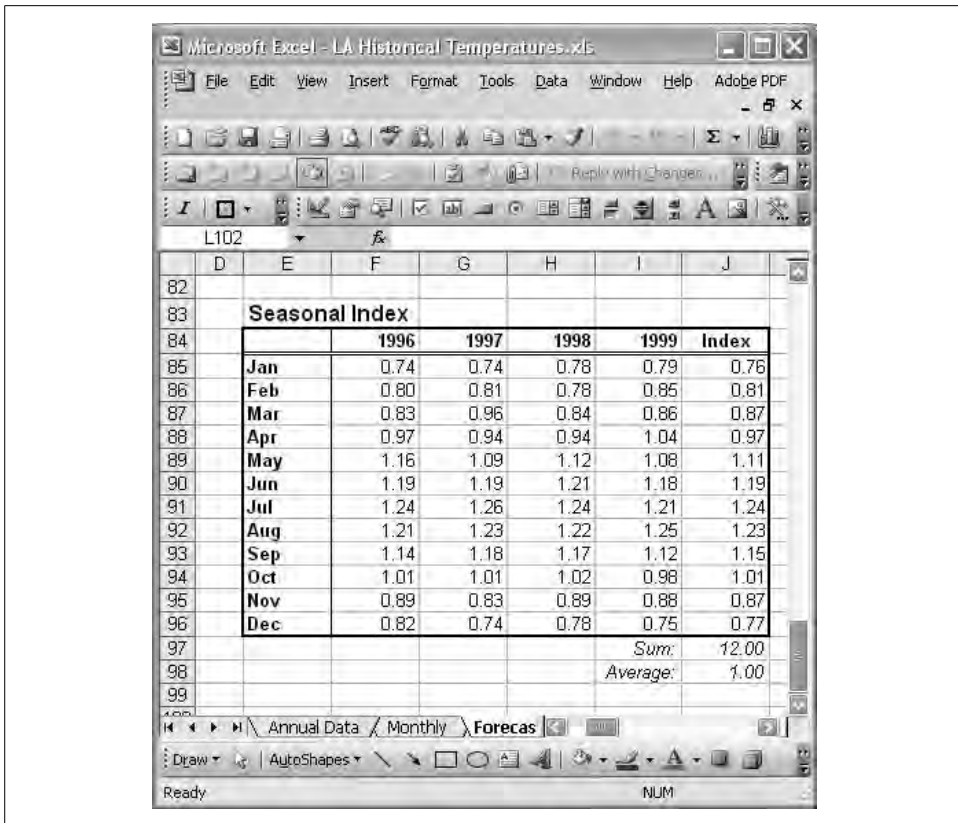 Microsoft Excel - LA Historical Temperatures.xls
File Edit View Insert Format Tools Data Window Help Adobe PDF
Σ
Reply with Changes...
I A
L102 fx
D E F G H I J
82
83 Seasonal Index
84 1996 1997 1998 1999 Index
85 Jan 0.74 0.74 0.78 0.79 0.76
86 Feb 0.80 0.81 0.78 0.85 0.81
87 Mar 0.83 0.96 0.84 0.86 0.87
88 Apr 0.97 0.94 0.94 1.04 0.97
89 May 1.16 1.09 1.12 1.08 1.11
90 Jun 1.19 1.19 1.21 1.18 1.19
91 Jul 1.24 1.26 1.24 1.21 1.24
92 Aug 1.21 1.23 1.22 1.25 1.23
93 Sep 1.14 1.18 1.17 1.12 1.15
94 Oct 1.01 1.01 1.02 0.98 1.01
95 Nov 0.89 0.83 0.89 0.88 0.87
96 Dec 0.82 0.74 0.78 0.75 0.77
97 Sum: 12.00
98 Average: 1.00
99
Annual Data Monthly Forecas
Draw AutoShapes A
Ready NUM